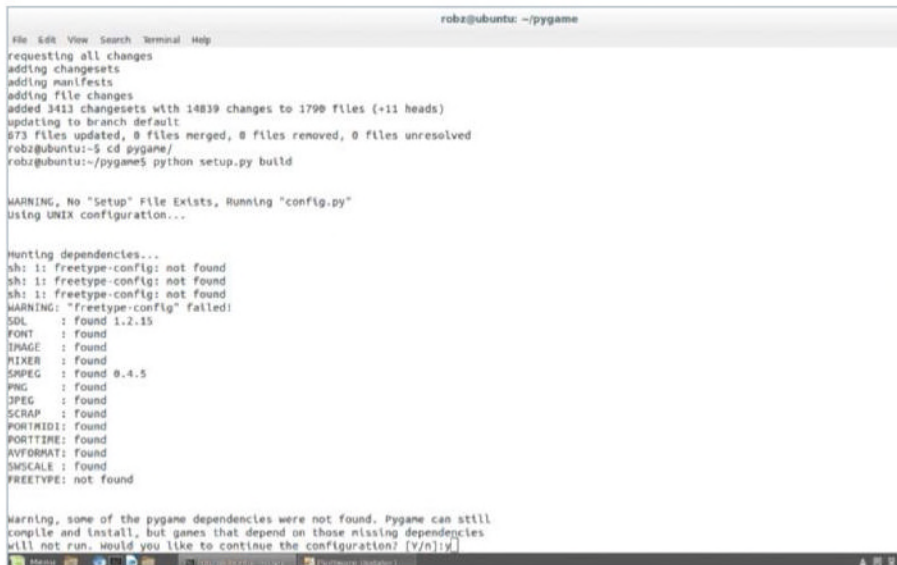 robz@ubuntu: ~/pygame
File Edit View Search Terminal Help
requesting all changes
adding changesets
adding manifests
adding file changes
added 3413 changesets with 14839 changes to 1790 files (+11 heads)
updating to branch default
673 files updated, 0 files merged, 0 files removed, 0 files unresolved
robz@ubuntu:~$ cd pygame/
robz@ubuntu:~/pygame$ python setup.py build
WARNING, No "Setup" File Exists, Running "config.py"
Using UNIX configuration...
Hunting dependencies...
sh: 1: freetype-config: not found
sh: 1: freetype-config: not found
sh: 1: freetype-config: not found
WARNING: "freetype-config" failed!
SDL     : found 1.2.15
FONT    : found
IMAGE   : found
MIXER   : found
SMPEG   : found 0.4.5
PNG     : found
JPEG    : found
SCRAP   : found
PORTMIDI: found
PORTTIME: found
AVFORMAT: found
SWSCALE : found
FREETYPE: not found
Warning, some of the pygame dependencies were not found. Pygame can still
compile and install, but games that depend on those missing dependencies
will not run. Would you like to continue the configuration? [Y/n]:y
Menu